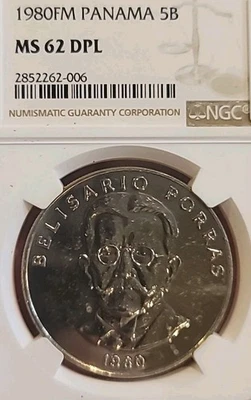 1980FM PANAMA 5B
MS 62 DPL
2852262-006
NUMISMATIC GUARANTY CORPORATION
NGC
BELISARIO PORRAS
1980